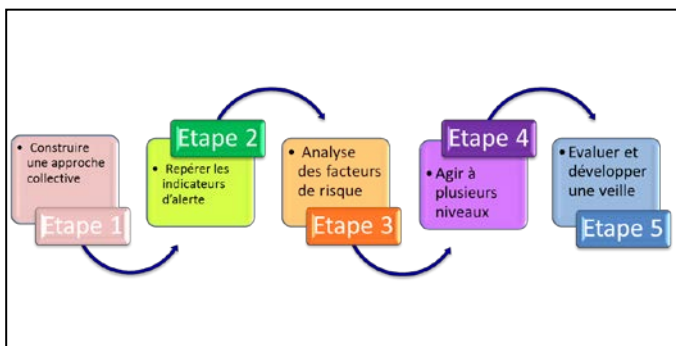 • Construire
une approche
collective
Etape 1
Etape 2
• Repérer les
indicateurs
d'alerte
• Analyse
des facteurs
de risque
Etape 3
Etape 4
• Agir à
plusieurs
niveaux
• Evaluer et
développer
une veille
Etape 5